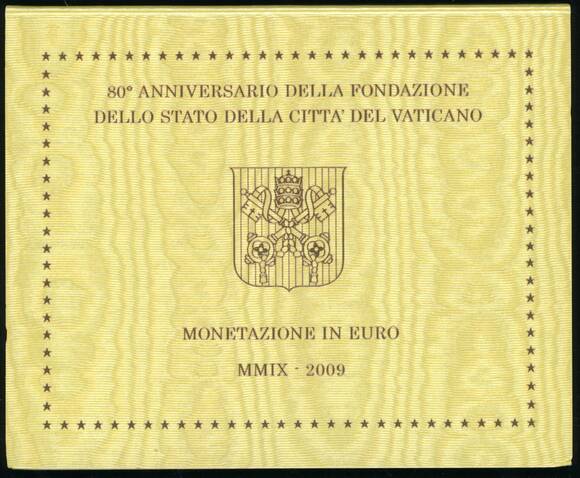 80° ANNIVERSARIO DELLA FONDAZIONE
DELLO STATO DELLA CITTA' DEL VATICANO
MONETAZIONE IN EURO
MMIX - 2009